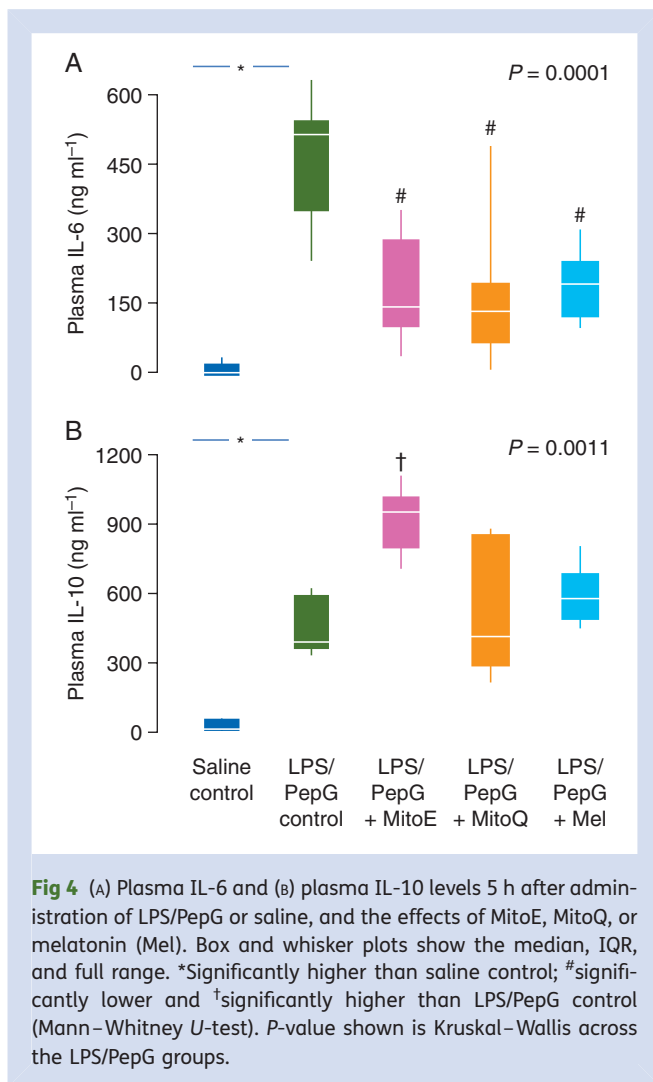 A
*
P = 0.0001
Plasma IL-6 (ng ml⁻¹)
600
450
300
150
0
#
#
#
B
*
P = 0.0011
Plasma IL-10 (ng ml⁻¹)
1200
900
600
300
0
†
Saline
control
LPS/
PepG
control
LPS/
PepG
+ MitoE
LPS/
PepG
+ MitoQ
LPS/
PepG
+ Mel
Fig 4 (A) Plasma IL-6 and (B) plasma IL-10 levels 5 h after admin-
istration of LPS/PepG or saline, and the effects of MitoE, MitoQ, or
melatonin (Mel). Box and whisker plots show the median, IQR,
and full range. *Significantly higher than saline control; #signifi-
cantly lower and †significantly higher than LPS/PepG control
(Mann–Whitney U-test). P-value shown is Kruskal–Wallis across
the LPS/PepG groups.